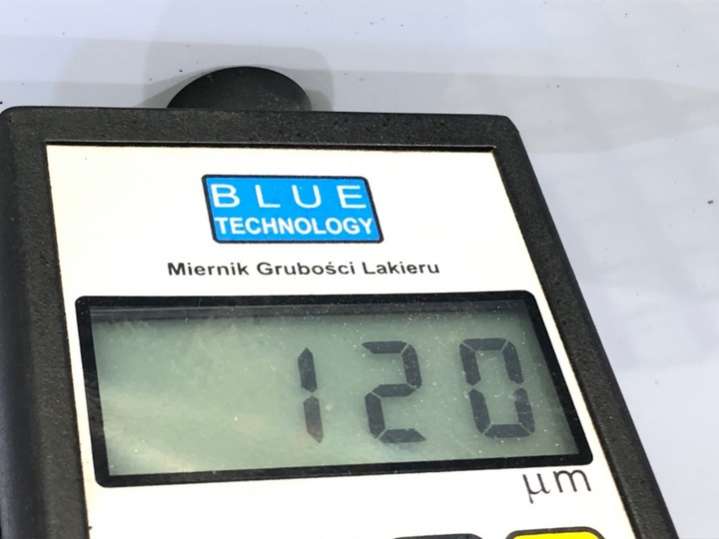 BLUE
TECHNOLOGY
Miernik Grubości Lakieru
120
µm